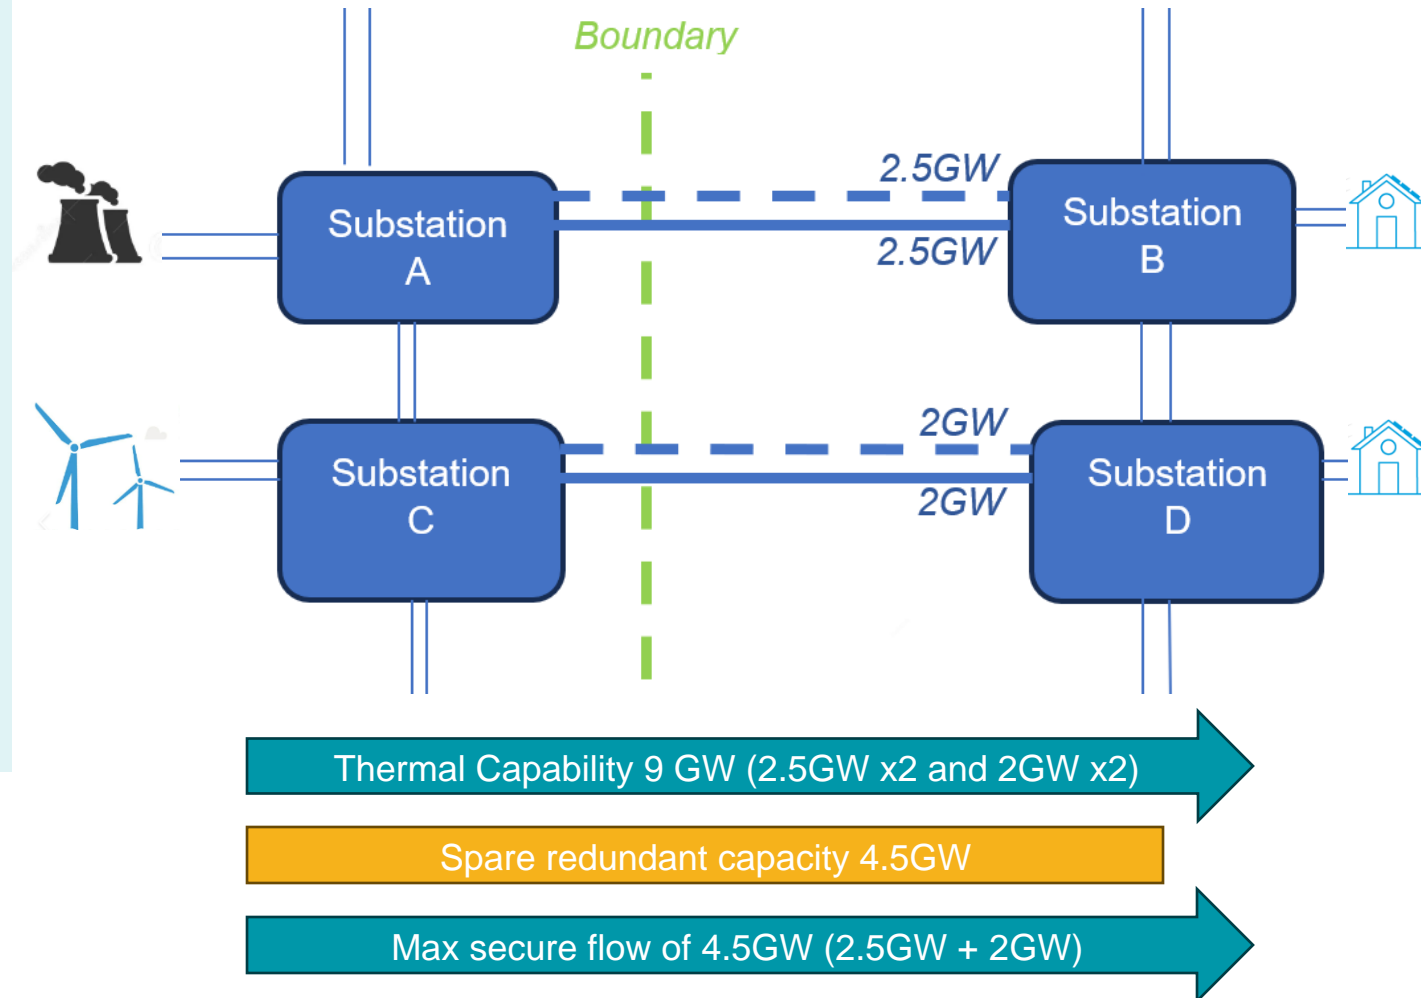 Boundary
2.5GW
Substation
A
2.5GW
Substation
B
2GW
Substation
C
2GW
Substation
D
Thermal Capability 9 GW (2.5GW x2 and 2GW x2)
Spare redundant capacity 4.5GW
Max secure flow of 4.5GW (2.5GW + 2GW)